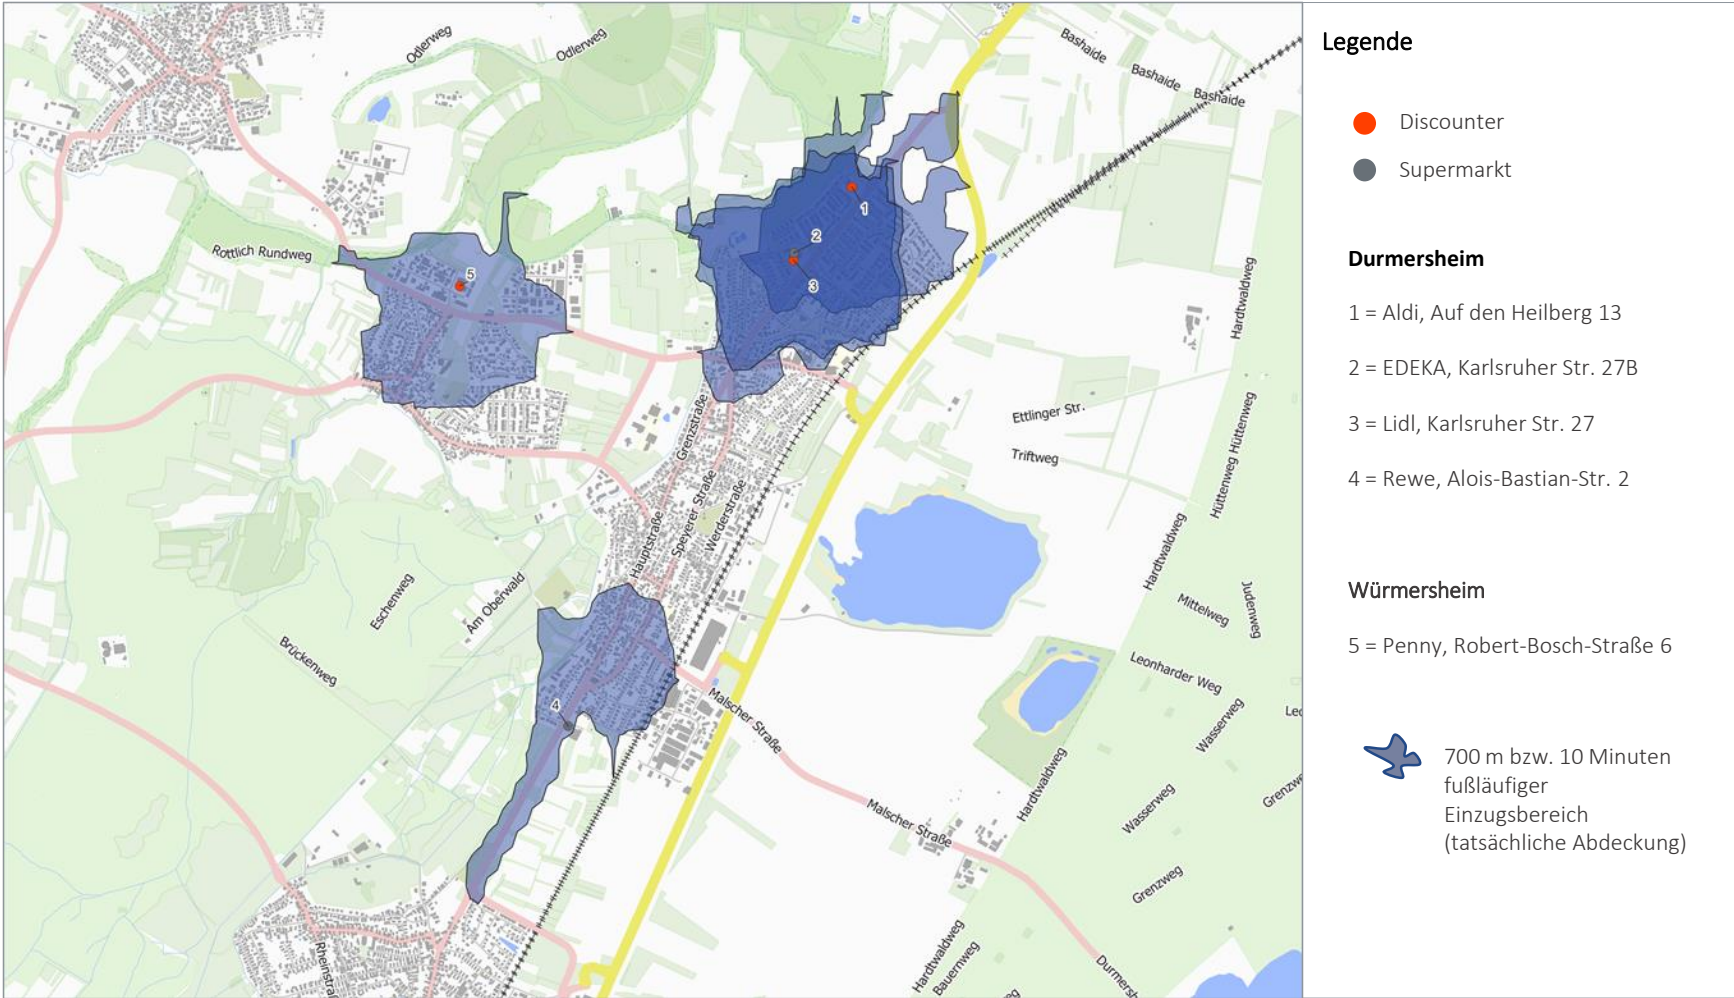 Odlerweg
Odlerweg
Bashaide
Bashaide
Bashaide
Rottlich Rundweg
5
1
2
3
Hardtwaldweg
Ettlinger Str.
Triftweg
Grenzstraße
Speyerer Straße
Werderstraße
Hauptstraße
Hüttenweg Hüttenweg
Hardtwaldweg
Eschenweg
Am Oberwald
Brückenweg
Mittelweg
Judenweg
Leonharder Weg
Wasserweg
4
Malscher Straße
Hardtwaldweg
Malscher Straße
Wasserweg
Grenzweg
Hardtwaldweg
Bauernweg
Legende
Discounter
Supermarkt
Durmersheim
1 = Aldi, Auf den Heilberg 13
2 = EDEKA, Karlsruher Str. 27B
3 = Lidl, Karlsruher Str. 27
4 = Rewe, Alois-Bastian-Str. 2
Würmersheim
5 = Penny, Robert-Bosch-Straße 6
700 m bzw. 10 Minuten
fußläufiger
Einzugsbereich
(tatsächliche Abdeckung)